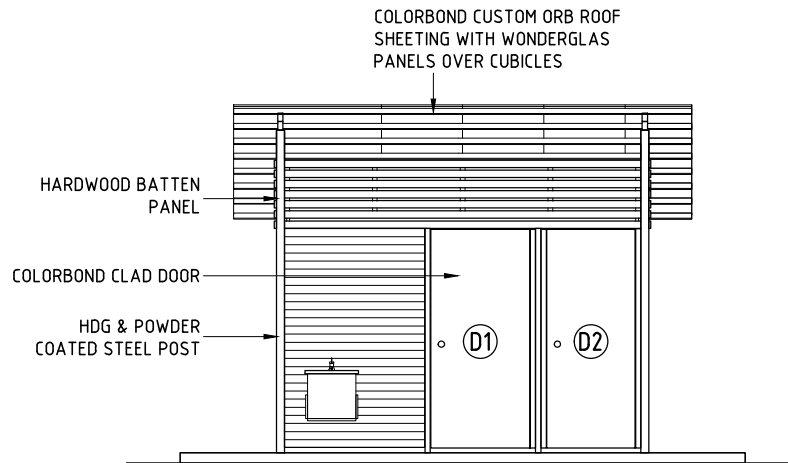 COLORBOND CUSTOM ORB ROOF
SHEETING WITH WONDERGLAS
PANELS OVER CUBICLES
HARDWOOD BATTEN
PANEL
COLORBOND CLAD DOOR
HDG & POWDER
COATED STEEL POST
D1
D2